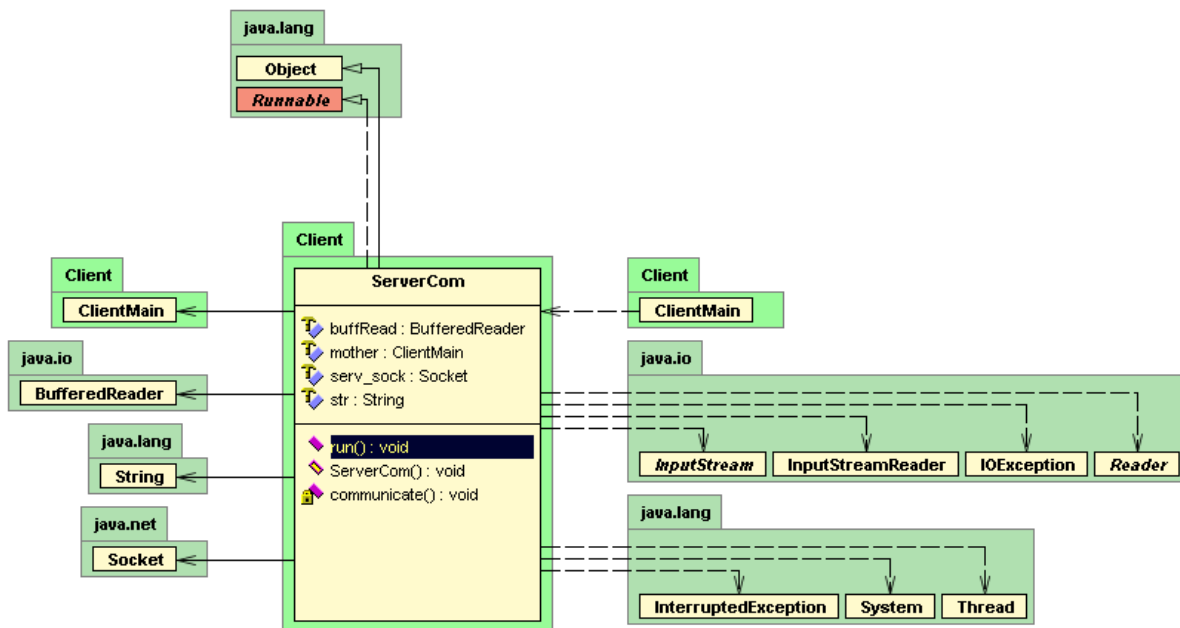 java.lang
Object
Runnable
Client
ServerCom
buffRead : BufferedReader
mother : ClientMain
serv_sock : Socket
str : String
run() : void
ServerCom() : void
communicate() : void
Client
ClientMain
java.io
BufferedReader
java.lang
String
java.net
Socket
Client
ClientMain
java.io
InputStream InputStreamReader IOException Reader
java.lang
InterruptedException System Thread